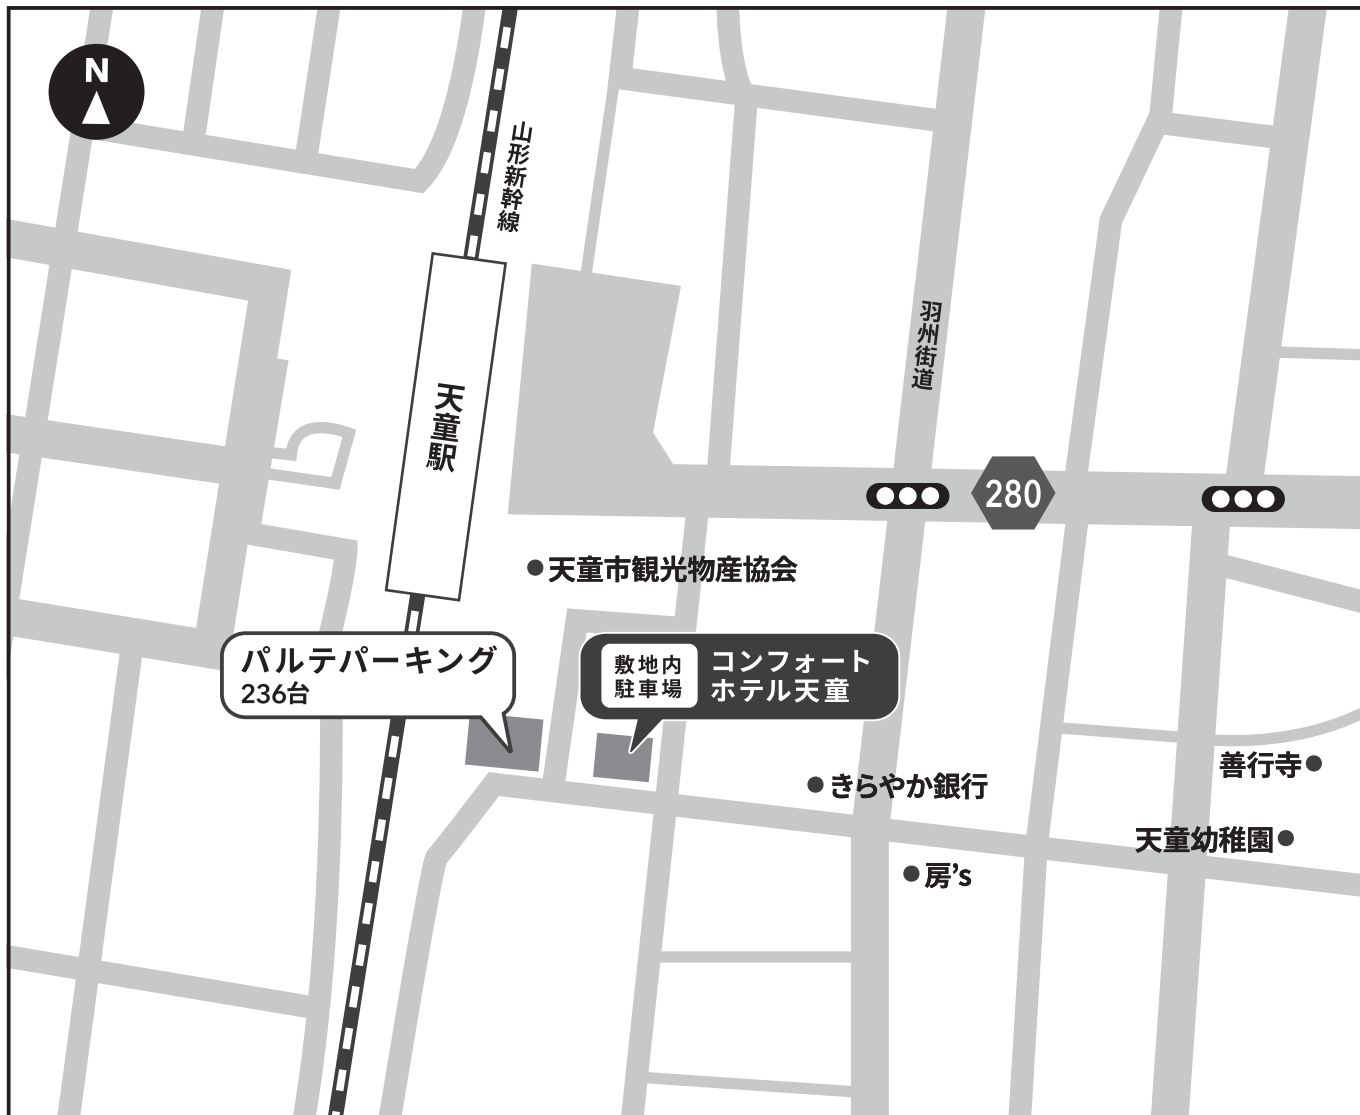 N
山形新幹線
羽州街道
天童駅
280
天童市観光物産協会
パルテパーキング
236台
敷地内
駐車場
コンフォート
ホテル天童
きらやか銀行
善行寺
天童幼稚園
房’s